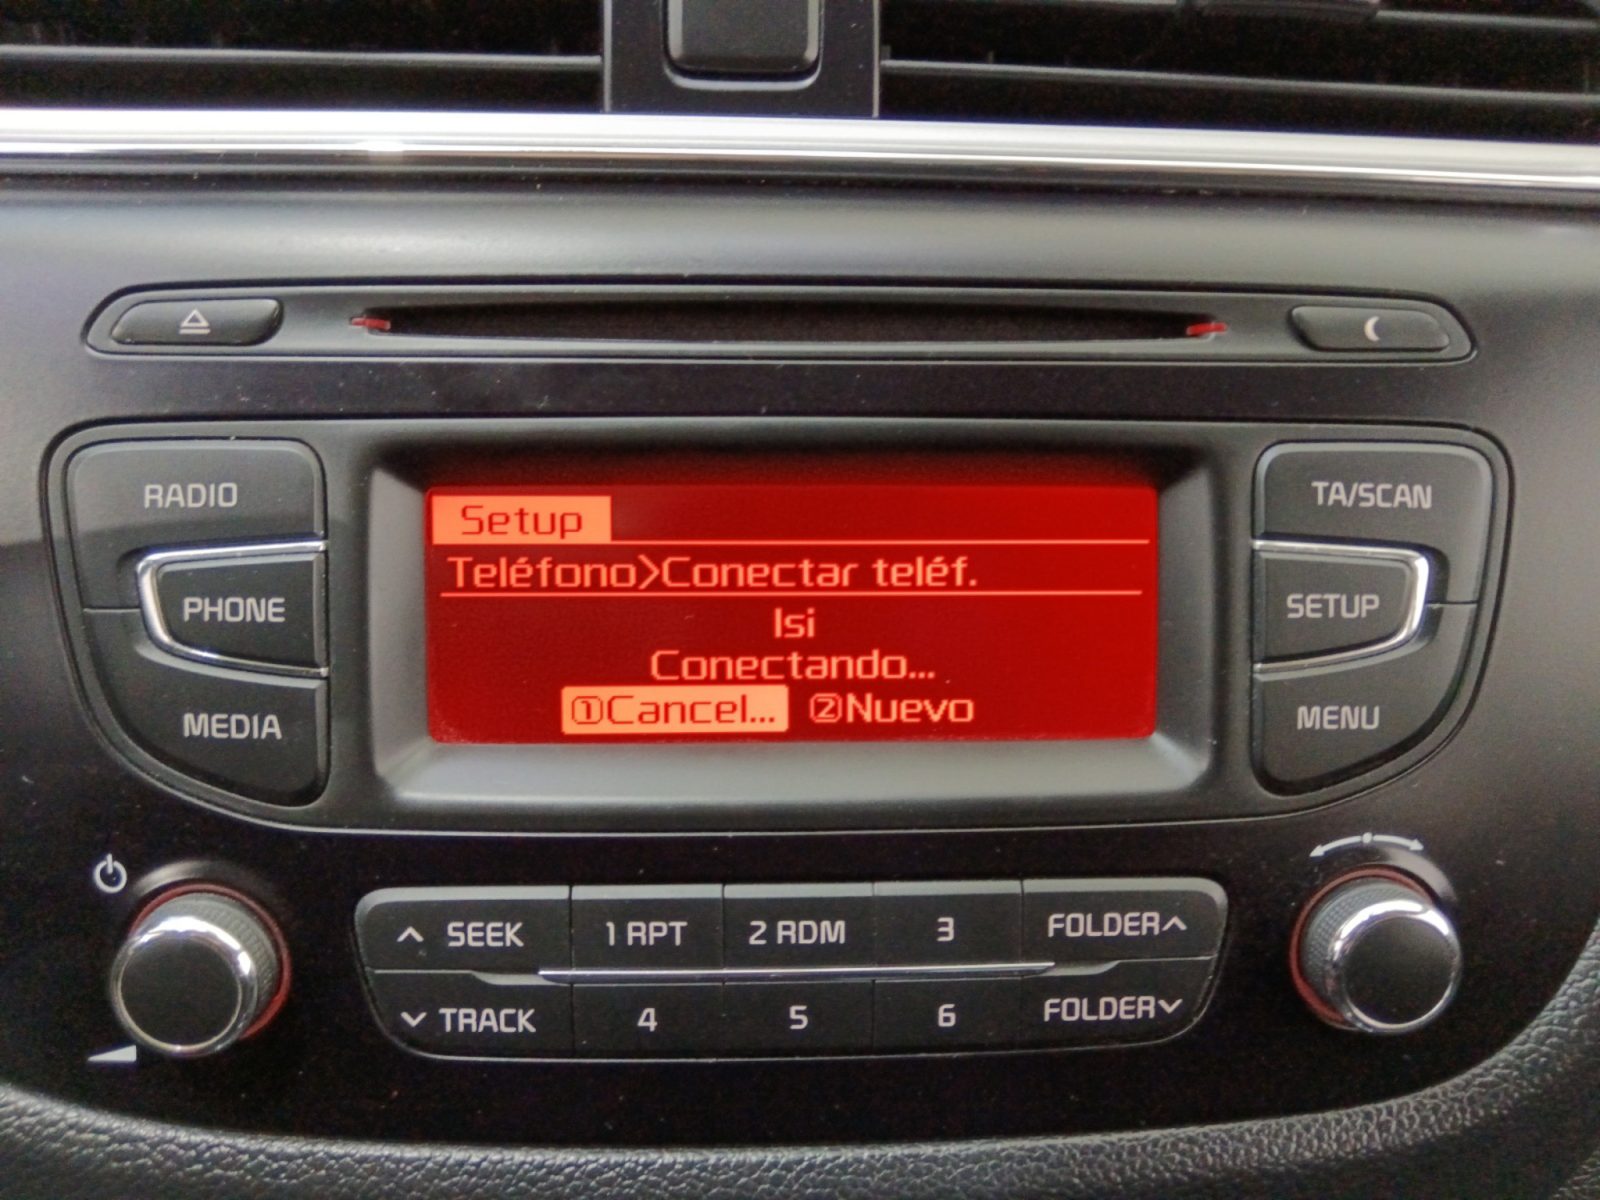 RADIO
PHONE
MEDIA
Setup
Teléfono>Conectar teléf.
Isi
Conectando...
①Cancel... ②Nuevo
TA/SCAN
SETUP
MENU
SEEK 1 RPT 2 RDM 3 FOLDER
TRACK 4 5 6 FOLDER